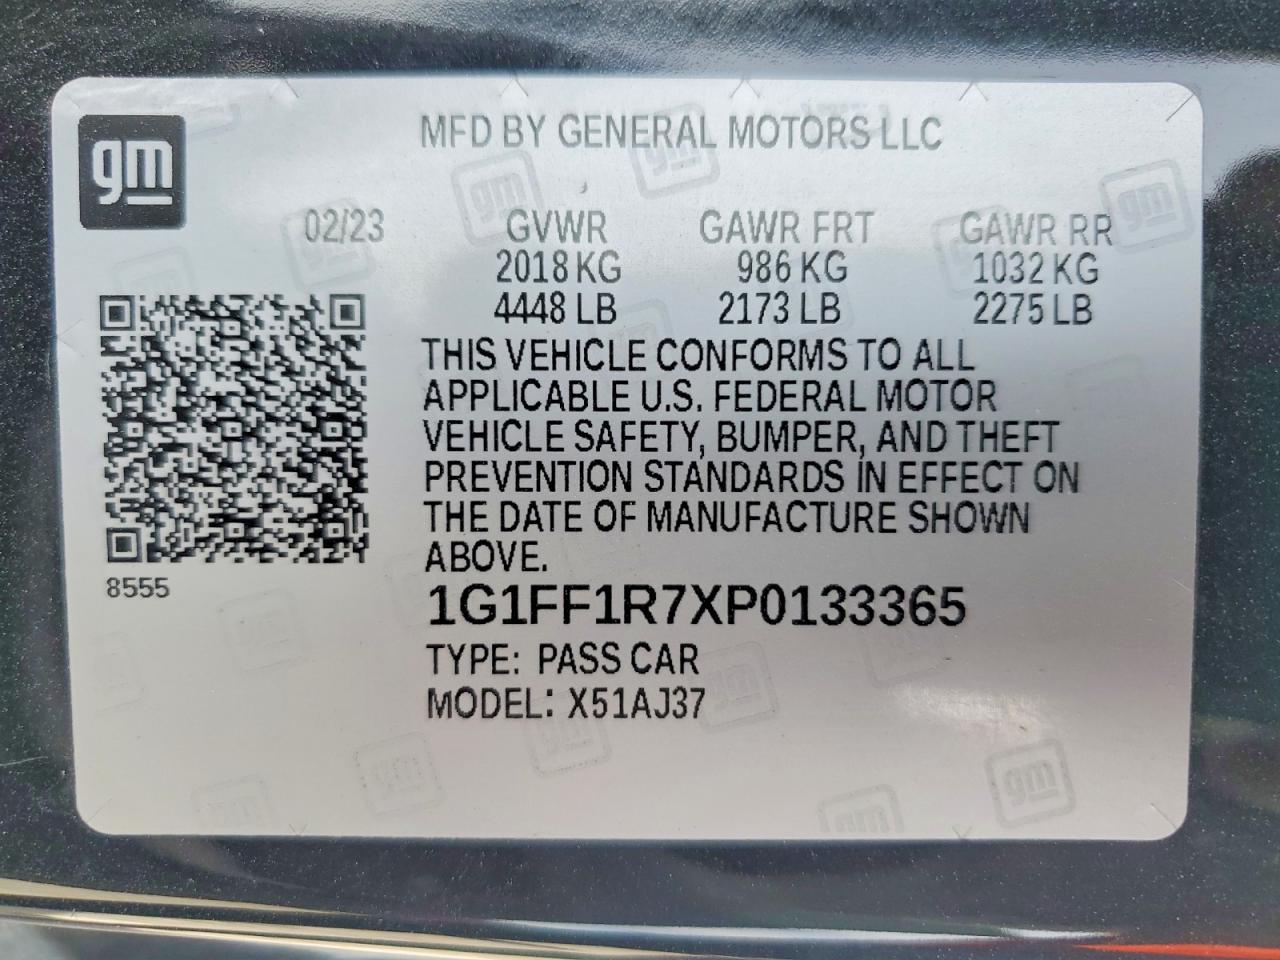 gm
MFD BY GENERAL MOTORS LLC
02/23 GVWR GAWR FRT GAWR RR
2018 KG 986 KG 1032 KG
4448 LB 2173 LB 2275 LB
THIS VEHICLE CONFORMS TO ALL
APPLICABLE U.S. FEDERAL MOTOR
VEHICLE SAFETY, BUMPER, AND THEFT
PREVENTION STANDARDS IN EFFECT ON
THE DATE OF MANUFACTURE SHOWN
ABOVE.
8555
1G1FF1R7XP0133365
TYPE: PASS CAR
MODEL: X51AJ37